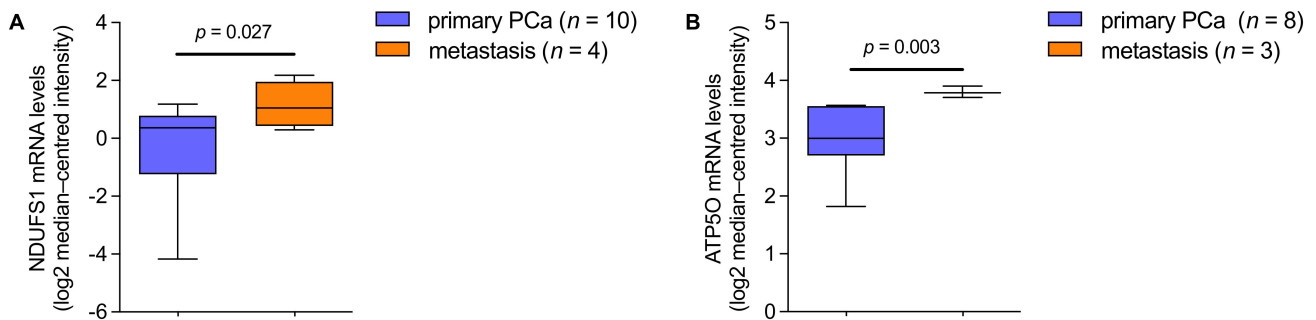 A
NDUFS1 mRNA levels
(log2 median–centred intensity)
4
2
0
-2
-4
-6
p = 0.027
primary PCa (n = 10)
metastasis (n = 4)
B
ATP5O mRNA levels
(log2 median–centred intensity)
5
4
3
2
1
0
p = 0.003
primary PCa (n = 8)
metastasis (n = 3)